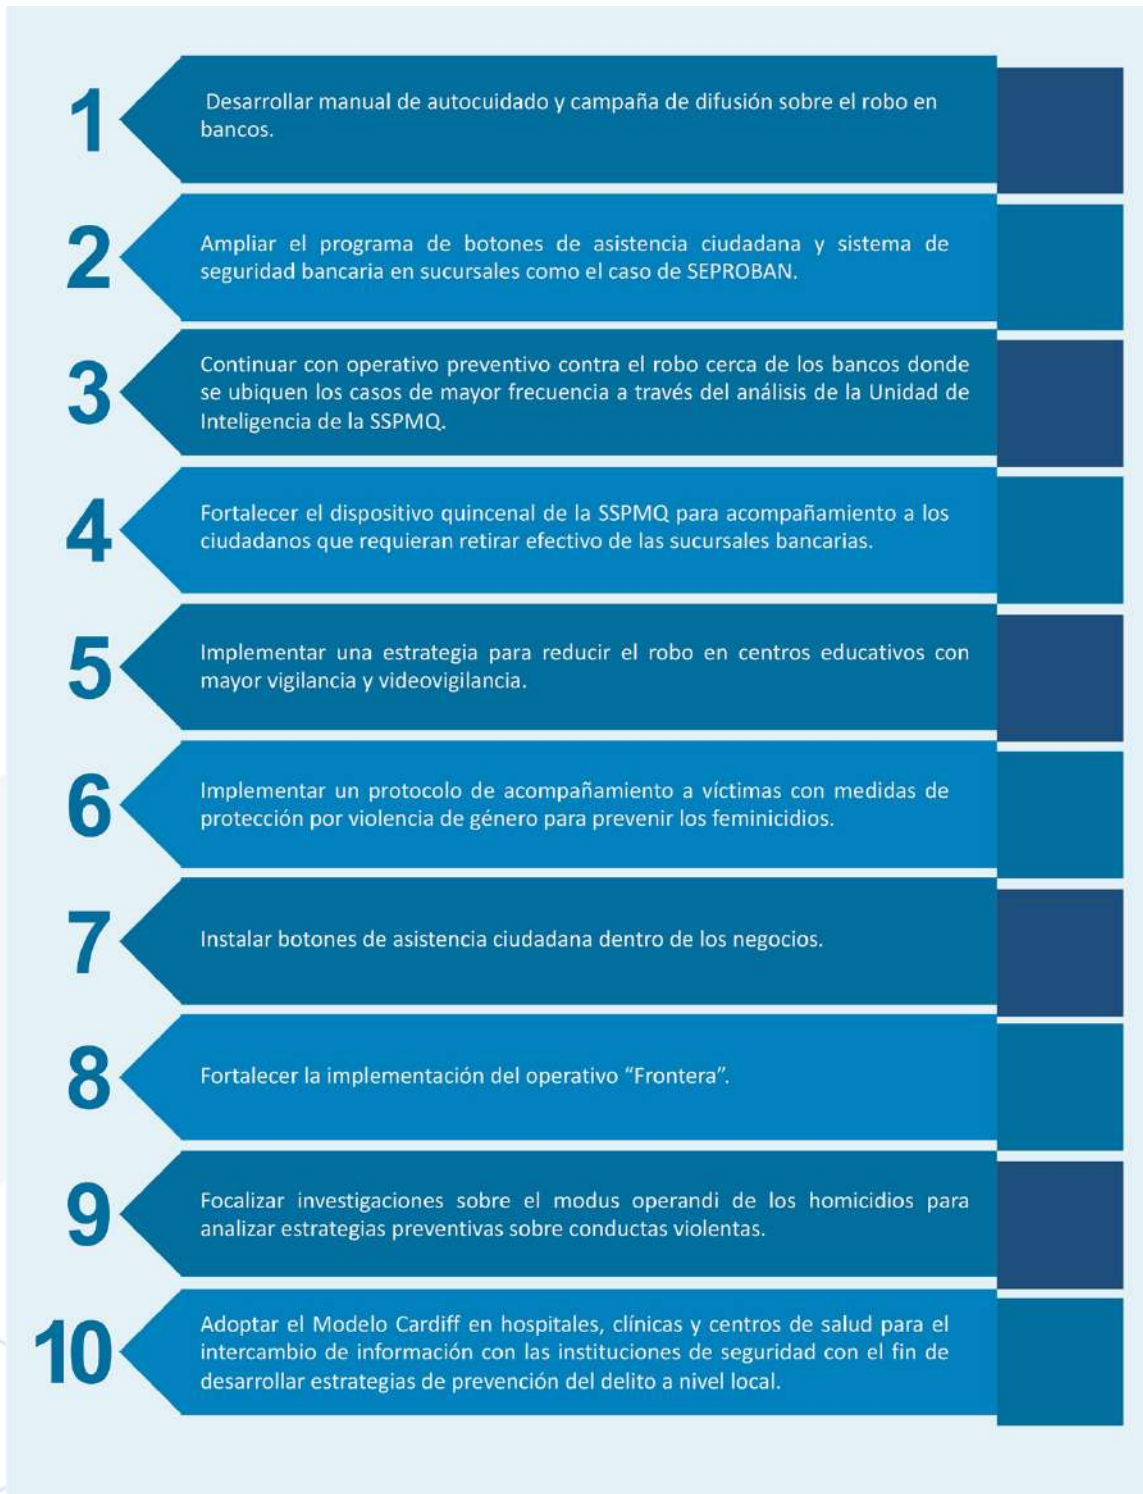 1
Desarrollar manual de autocuidado y campaña de difusión sobre el robo en
bancos.
2
Ampliar el programa de botones de asistencia ciudadana y sistema de
seguridad bancaria en sucursales como el caso de SEPROBAN.
3
Continuar con operativo preventivo contra el robo cerca de los bancos donde
se ubiquen los casos de mayor frecuencia a través del análisis de la Unidad de
Inteligencia de la SSPMQ.
4
Fortalecer el dispositivo quincenal de la SSPMQ para acompañamiento a los
ciudadanos que requieran retirar efectivo de las sucursales bancarias.
5
Implementar una estrategia para reducir el robo en centros educativos con
mayor vigilancia y videovigilancia.
6
Implementar un protocolo de acompañamiento a víctimas con medidas de
protección por violencia de género para prevenir los feminicidios.
7
Instalar botones de asistencia ciudadana dentro de los negocios.
8
Fortalecer la implementación del operativo “Frontera”.
9
Focalizar investigaciones sobre el modus operandi de los homicidios para
analizar estrategias preventivas sobre conductas violentas.
10
Adoptar el Modelo Cardiff en hospitales, clínicas y centros de salud para el
intercambio de información con las instituciones de seguridad con el fin de
desarrollar estrategias de prevención del delito a nivel local.